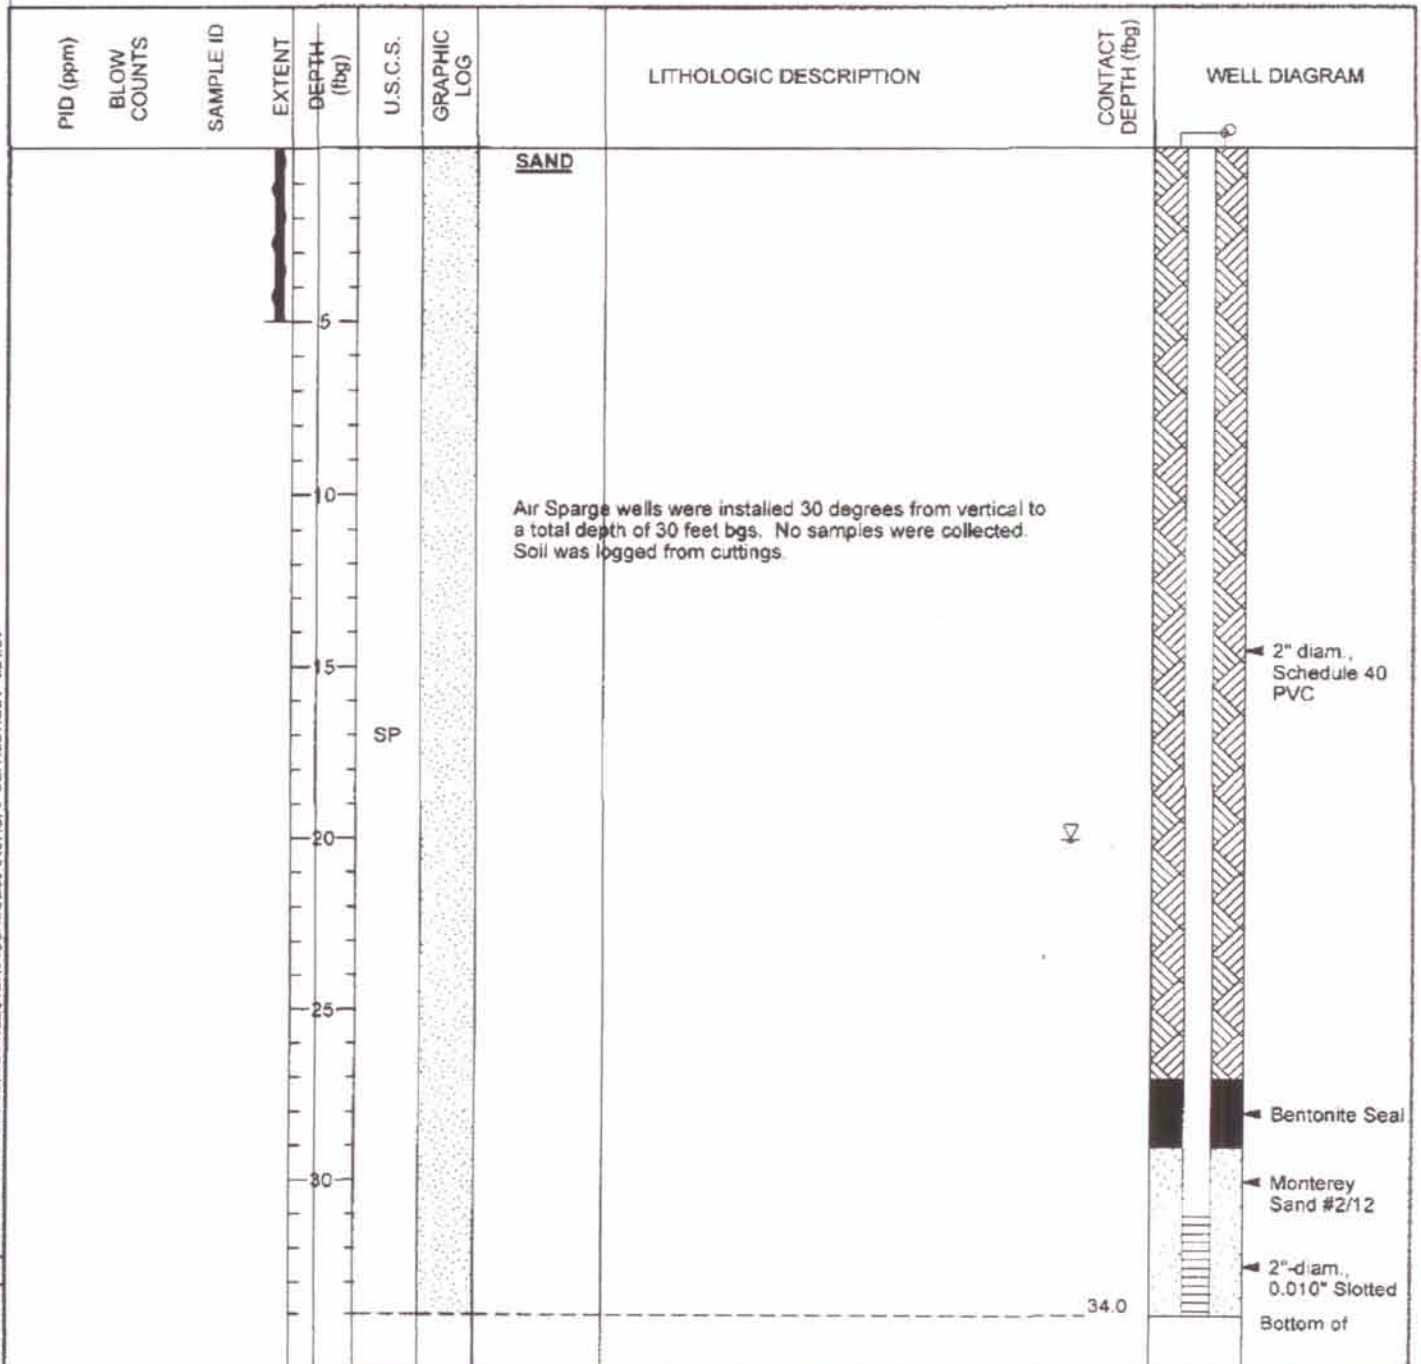 PID (ppm)
BLOW
COUNTS
SAMPLE ID
EXTENT
DEPTH
(fbg)
U.S.C.S.
GRAPHIC
LOG
LITHOLOGIC DESCRIPTION
CONTACT
DEPTH (fbg)
WELL DIAGRAM
SAND
5
10
Air Sparge wells were installed 30 degrees from vertical to
a total depth of 30 feet bgs. No samples were collected.
Soil was logged from cuttings.
15
2" diam.,
Schedule 40
PVC
SP
20
25
Bentonite Seal
30
Monterey
Sand #2/12
2"-diam.,
0.010" Slotted
34.0
Bottom of